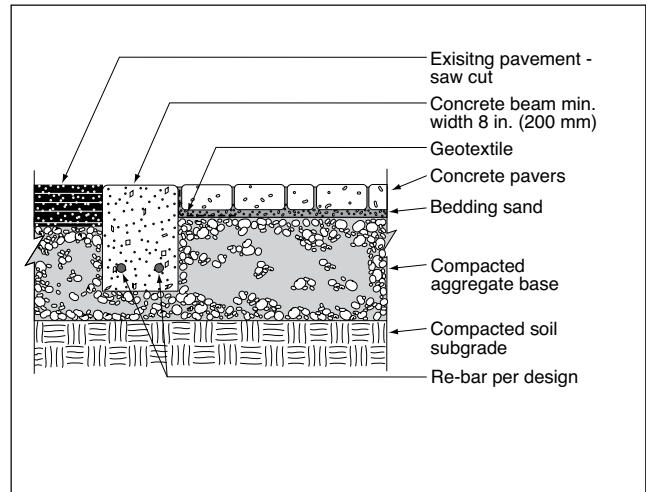 Exisitng pavement -
saw cut
Concrete beam min.
width 8 in. (200 mm)
Geotextile
Concrete pavers
Bedding sand
Compacted
aggregate base
Compacted soil
subgrade
Re-bar per design